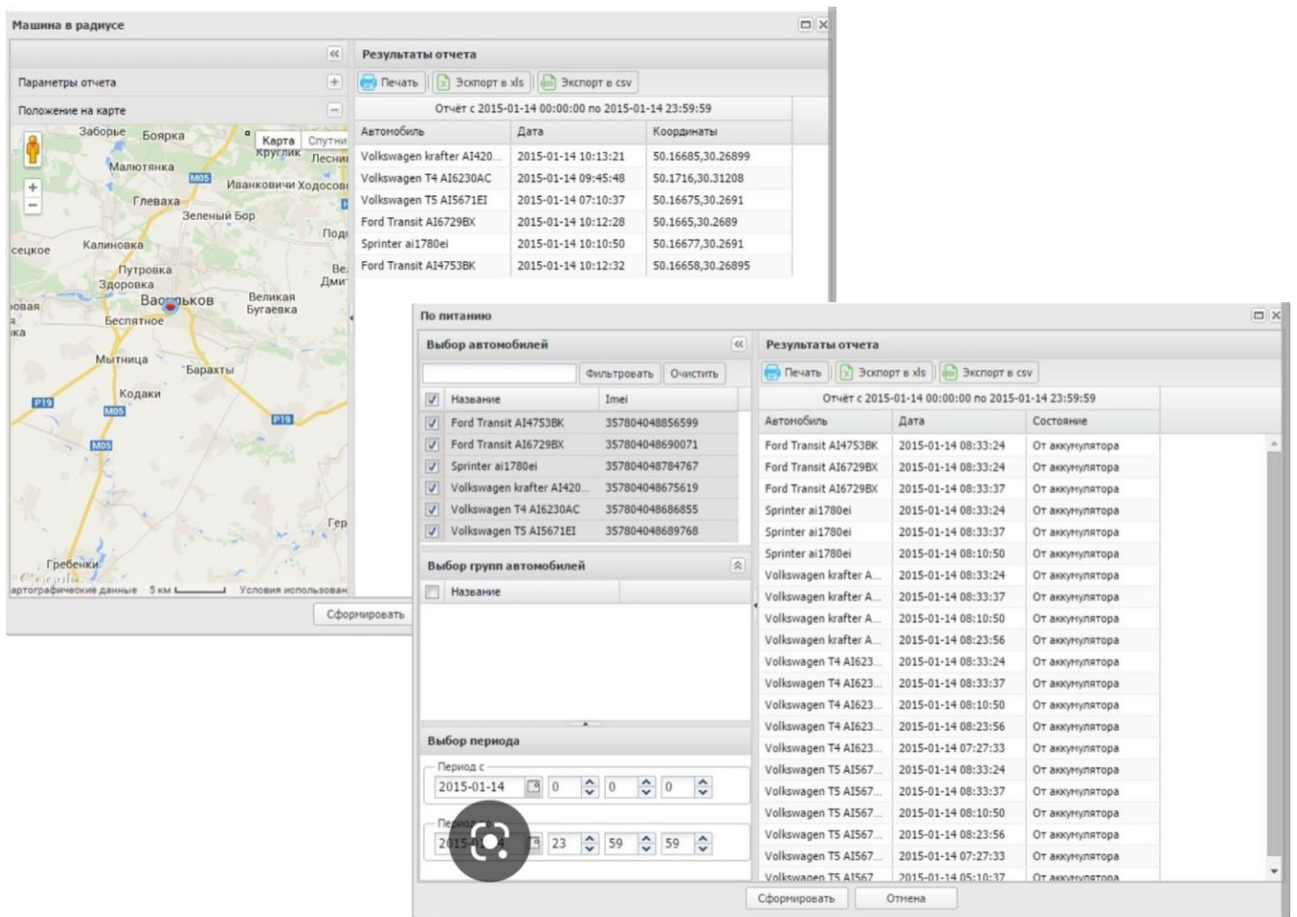 Машина в радиусе
Параметры отчета
Положение на карте
Заборье Боярка
Карта Спутни
Круглик Лесни
Малютянка
M05
Иванковичи Ходосов
Глеваха
Зеленый Бор
Калиновка
сецкое
Путровка
Здоровка
Васильков
Великая Бугаевка
Беспятное
Мытница
Барахты
Кодаки
P19
M05
P19
M05
Гребенки
Google
артографические данные 5 км Условия использован
Сформировать
Результаты отчета
Печать Эскпорт в xls Экспорт в csv
Отчёт с 2015-01-14 00:00:00 по 2015-01-14 23:59:59
Автомобиль Дата Координаты
Volkswagen krafter AI420... 2015-01-14 10:13:21 50.16685,30.26899
Volkswagen T4 AI6230AC 2015-01-14 09:45:48 50.1716,30.31208
Volkswagen T5 AI5671EI 2015-01-14 07:10:37 50.16675,30.2691
Ford Transit AI6729BX 2015-01-14 10:12:28 50.1665,30.2689
Sprinter ai1780ei 2015-01-14 10:10:50 50.16677,30.2691
Ford Transit AI4753BK 2015-01-14 10:12:32 50.16658,30.26895
По питанию
Выбор автомобилей
Фильтровать Очистить
Название Imei
Ford Transit AI4753BK 357804048856599
Ford Transit AI6729BX 357804048690071
Sprinter ai1780ei 357804048784767
Volkswagen krafter AI420... 357804048675619
Volkswagen T4 AI6230AC 357804048686855
Volkswagen T5 AI5671EI 357804048689768
Выбор групп автомобилей
Название
Выбор периода
Период с
2015-01-14 0 0 0
Период по
2015-01-14 23 59 59
Результаты отчета
Печать Эскпорт в xls Экспорт в csv
Отчёт с 2015-01-14 00:00:00 по 2015-01-14 23:59:59
Автомобиль Дата Состояние
Ford Transit AI4753BK 2015-01-14 08:33:24 От аккумулятора
Ford Transit AI6729BX 2015-01-14 08:33:24 От аккумулятора
Ford Transit AI6729BX 2015-01-14 08:33:37 От аккумулятора
Sprinter ai1780ei 2015-01-14 08:33:24 От аккумулятора
Sprinter ai1780ei 2015-01-14 08:33:37 От аккумулятора
Sprinter ai1780ei 2015-01-14 08:10:50 От аккумулятора
Volkswagen krafter A... 2015-01-14 08:33:24 От аккумулятора
Volkswagen krafter A... 2015-01-14 08:33:37 От аккумулятора
Volkswagen krafter A... 2015-01-14 08:10:50 От аккумулятора
Volkswagen krafter A... 2015-01-14 08:23:56 От аккумулятора
Volkswagen T4 AI623... 2015-01-14 08:33:24 От аккумулятора
Volkswagen T4 AI623... 2015-01-14 08:33:37 От аккумулятора
Volkswagen T4 AI623... 2015-01-14 08:10:50 От аккумулятора
Volkswagen T4 AI623... 2015-01-14 08:23:56 От аккумулятора
Volkswagen T4 AI623... 2015-01-14 07:27:33 От аккумулятора
Volkswagen T5 AI567... 2015-01-14 08:33:24 От аккумулятора
Volkswagen T5 AI567... 2015-01-14 08:33:37 От аккумулятора
Volkswagen T5 AI567... 2015-01-14 08:10:50 От аккумулятора
Volkswagen T5 AI567... 2015-01-14 08:23:56 От аккумулятора
Volkswagen T5 AI567... 2015-01-14 07:27:33 От аккумулятора
Volkswagen T5 AI567 2015-01-14 05:10:37 От аккумулятора
Сформировать Отмена